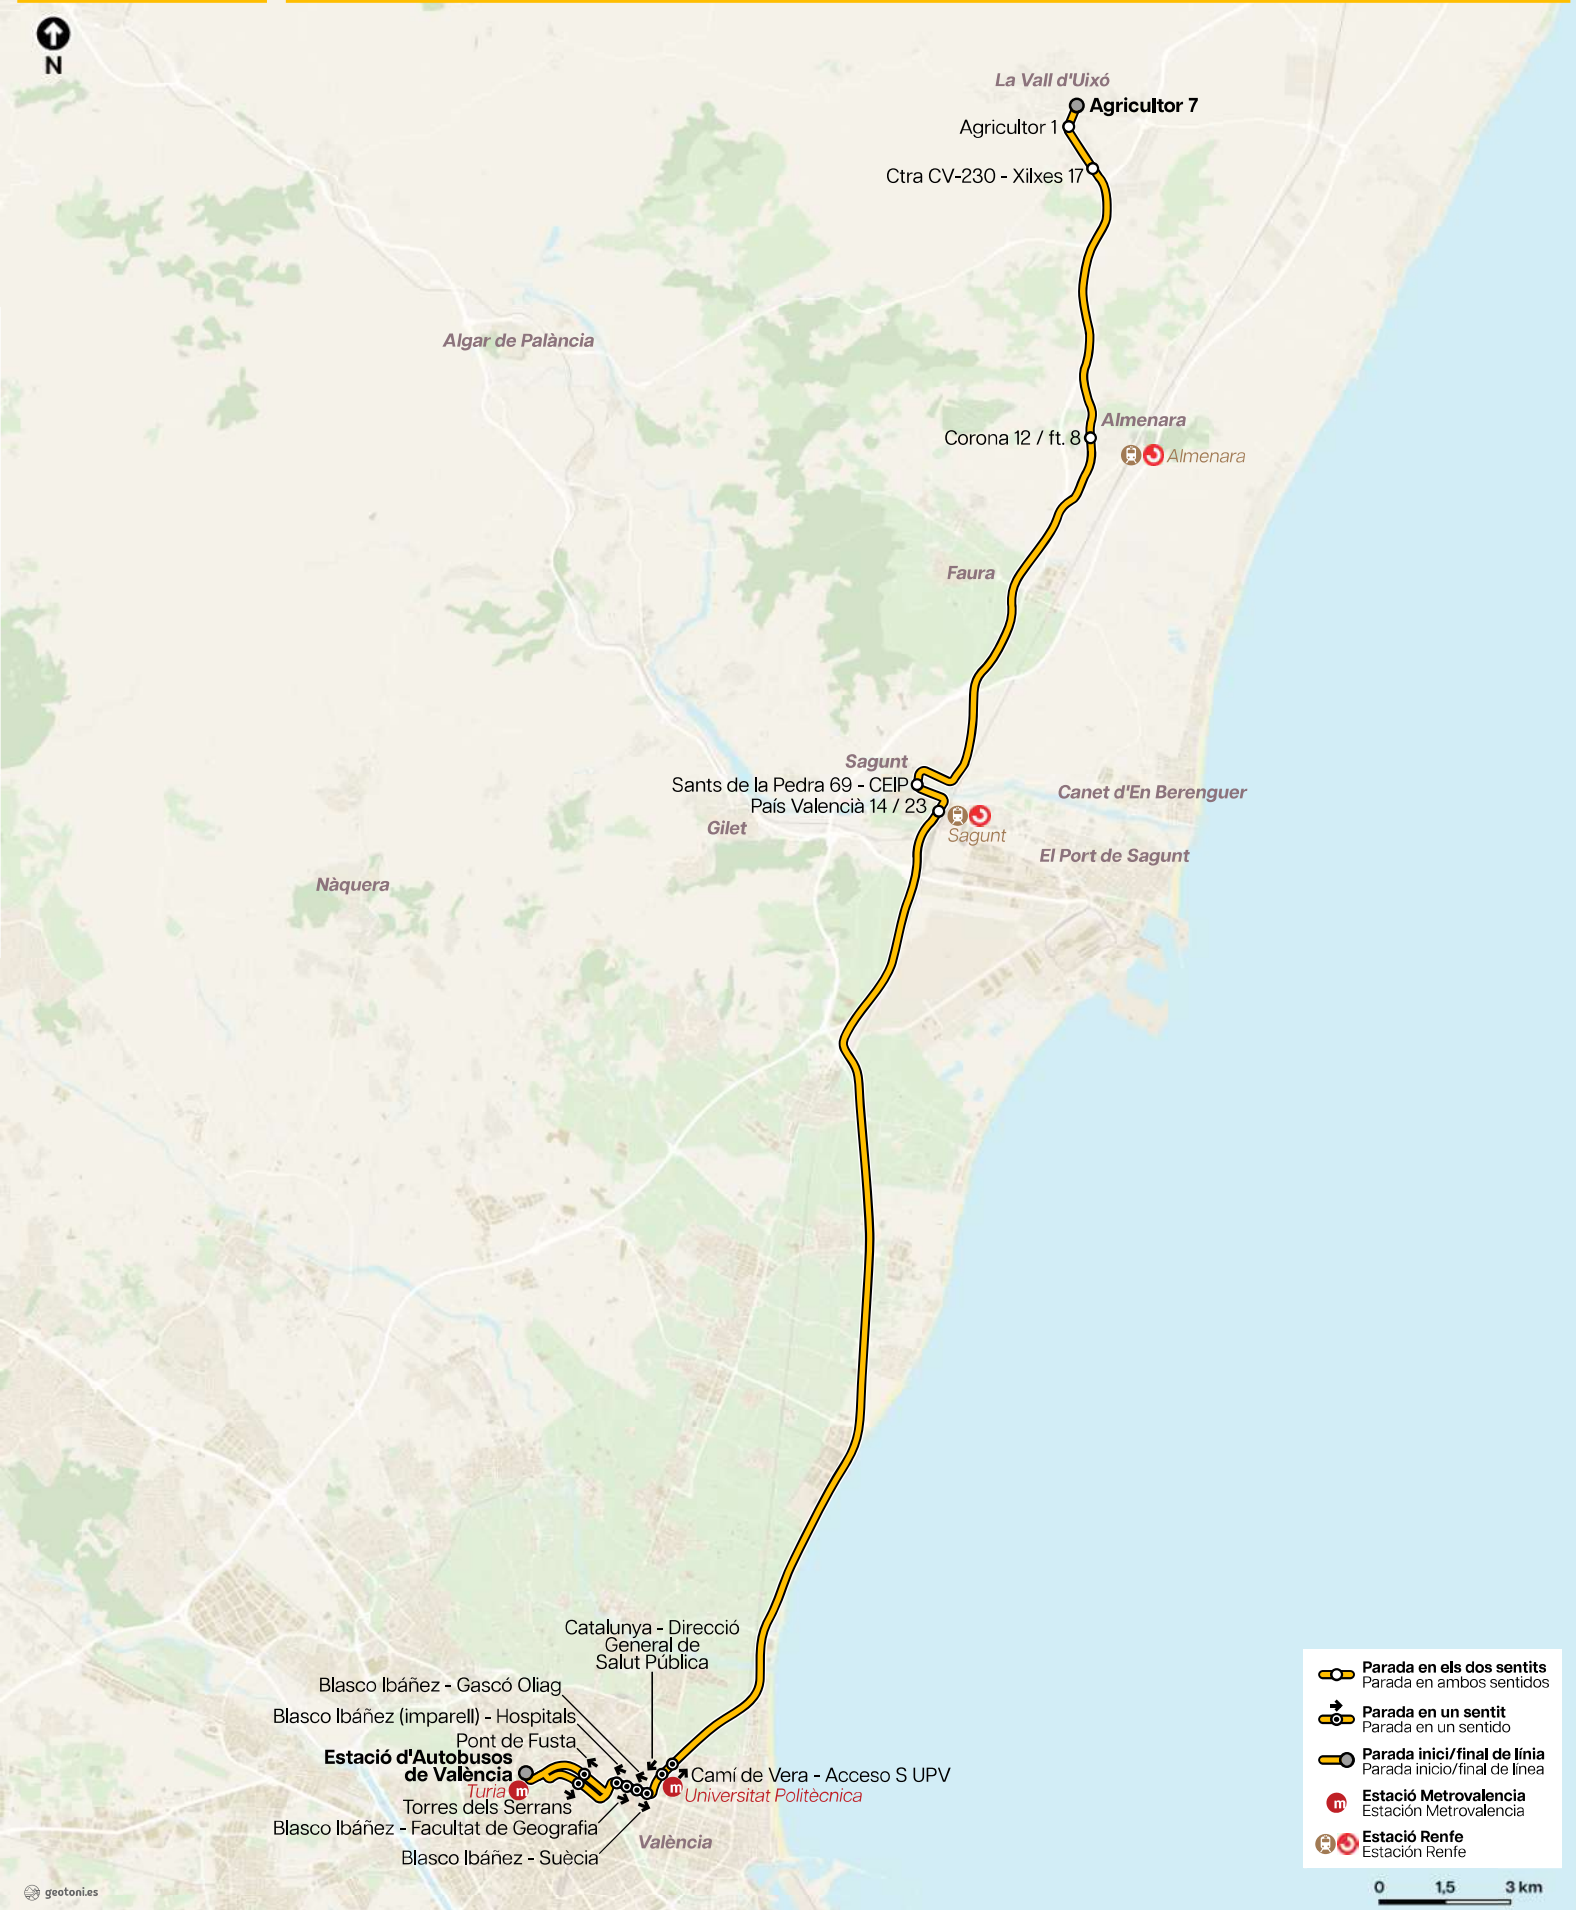 N
La Vall d'Uixó
Agricultor 7
Agricultor 1
Ctra CV-230 - Xilxes 17
Algar de Palància
Almenara
Corona 12 / ft. 8
Almenara
Faura
Sagunt
Sants de la Pedra 69 - CEIP
Canet d'En Berenguer
País Valencià 14 / 23
Gilet
Sagunt
El Port de Sagunt
Nàquera
Catalunya - Direcció
General de
Salut Pública
Blasco Ibáñez - Gascó Oliag
Blasco Ibáñez (imparell) - Hospitals
Pont de Fusta
Estació d'Autobusos
de València
Turia
m
Camí de Vera - Acceso S UPV
m
Universitat Politècnica
Torres dels Serrans
Blasco Ibáñez - Facultat de Geografia
València
Blasco Ibáñez - Suècia
Parada en els dos sentits
Parada en ambos sentidos
Parada en un sentit
Parada en un sentido
Parada inici/final de línia
Parada inicio/final de línea
m
Estació Metrovalencia
Estación Metrovalencia
Estació Renfe
Estación Renfe
geotoni.es
0 1,5 3 km